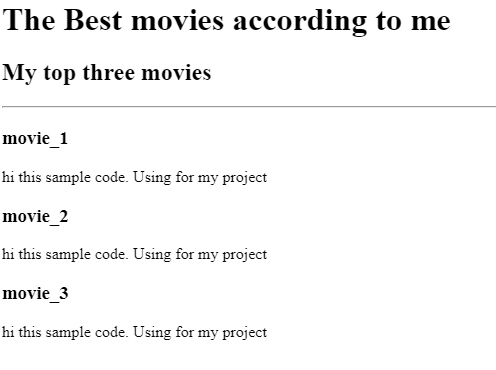 The Best movies according to me
My top three movies
movie_1
hi this sample code. Using for my project
movie_2
hi this sample code. Using for my project
movie_3
hi this sample code. Using for my project